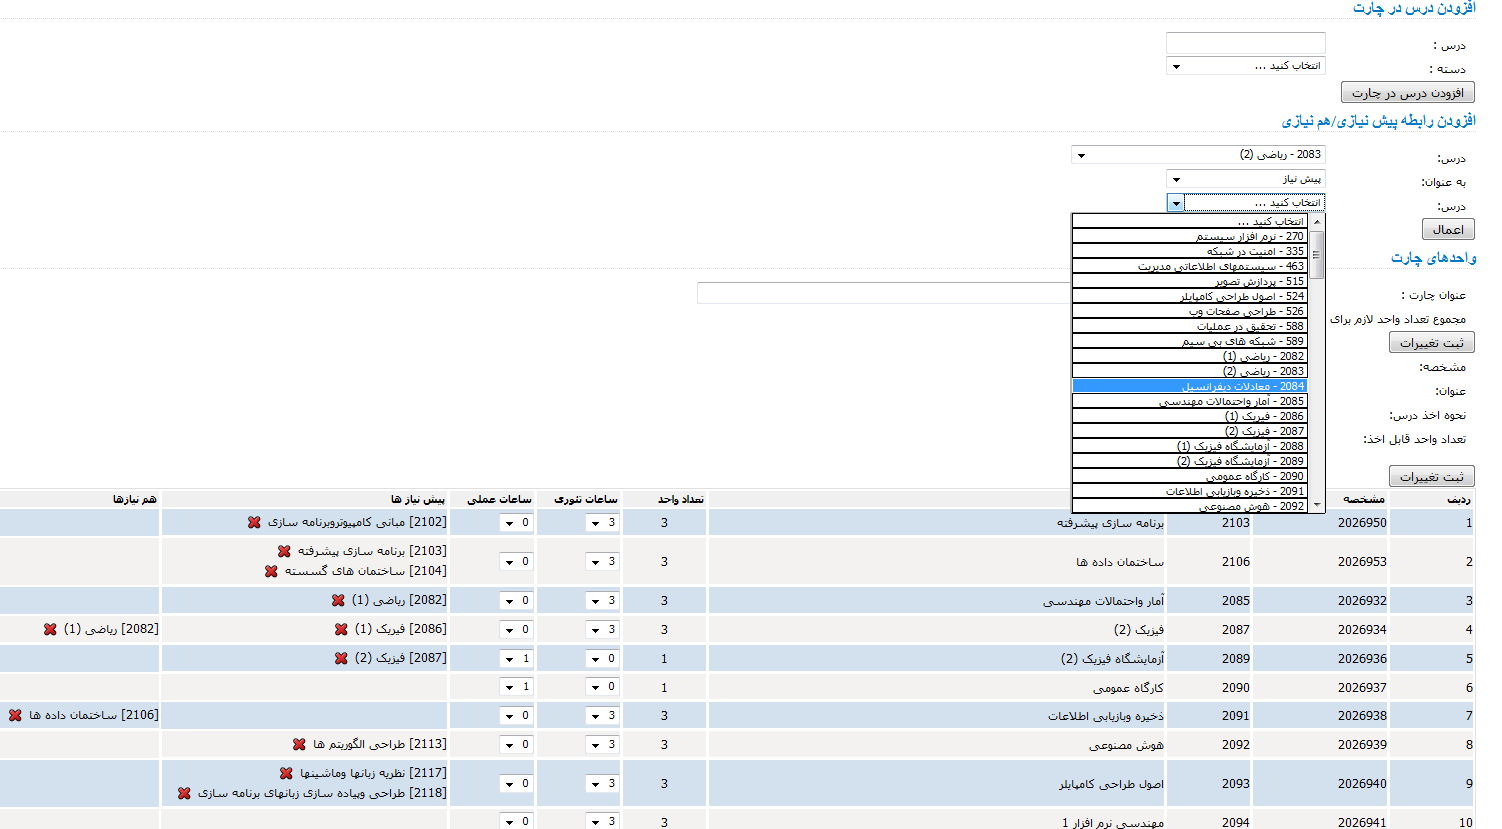 افزودن درس در چارت
درس :
دسته : انتخاب کنید ...
افزودن درس در چارت
افزودن رابطه پیش نیازی/هم نیازی
درس: 2083 - ریاضی (2)
به عنوان: پیش نیاز
درس: انتخاب کنید ...
انتخاب کنید ...
270 - نرم افزار سیستم
335 - امنیت در شبکه
463 - سیستمهای اطلاعاتی مدیریت
515 - پردازش تصویر
524 - اصول طراحی کامپایلر
526 - طراحی صفحات وب
588 - تحقیق در عملیات
589 - شبکه های بی سیم
2082 - ریاضی (1)
2083 - ریاضی (2)
2084 - معادلات دیفرانسیل
2085 - آمار واحتمالات مهندسی
2086 - فیزیک (1)
2087 - فیزیک (2)
2088 - آزمایشگاه فیزیک (1)
2089 - آزمایشگاه فیزیک (2)
2090 - کارگاه عمومی
2091 - ذخیره وبازیابی اطلاعات
2092 - هوش مصنوعی
اعمال
واحدهای چارت
عنوان چارت :
مجموع تعداد واحد لازم برای
ثبت تغییرات
مشخصه:
عنوان:
نحوه اخذ درس:
تعداد واحد قابل اخذ:
ثبت تغییرات
ردیف مشخصه تعداد واحد ساعات تئوری ساعات عملی پیش نیاز ها هم نیازها
1 2026950 2103 برنامه سازی پیشرفته 3 3 0 [2102] مبانی کامپیوتروبرنامه سازی
2 2026953 2106 ساختمان داده ها 3 3 0 [2103] برنامه سازی پیشرفته
[2104] ساختمان های گسسته
3 2026932 2085 آمار واحتمالات مهندسی 3 3 0 [2082] ریاضی (1)
4 2026934 2087 فیزیک (2) 3 3 0 [2086] فیزیک (1) [2082] ریاضی (1)
5 2026936 2089 آزمایشگاه فیزیک (2) 1 0 1 [2087] فیزیک (2)
6 2026937 2090 کارگاه عمومی 1 0 1
7 2026938 2091 ذخیره وبازیابی اطلاعات 3 3 0 [2106] ساختمان داده ها
8 2026939 2092 هوش مصنوعی 3 3 0 [2113] طراحی الگوریتم ها
9 2026940 2093 اصول طراحی کامپایلر 3 3 0 [2117] نظریه زبانها وماشینها
[2118] طراحی وپیاده سازی زبانهای برنامه سازی
10 2026941 2094 مهندسی نرم افزار 1 3 3 0